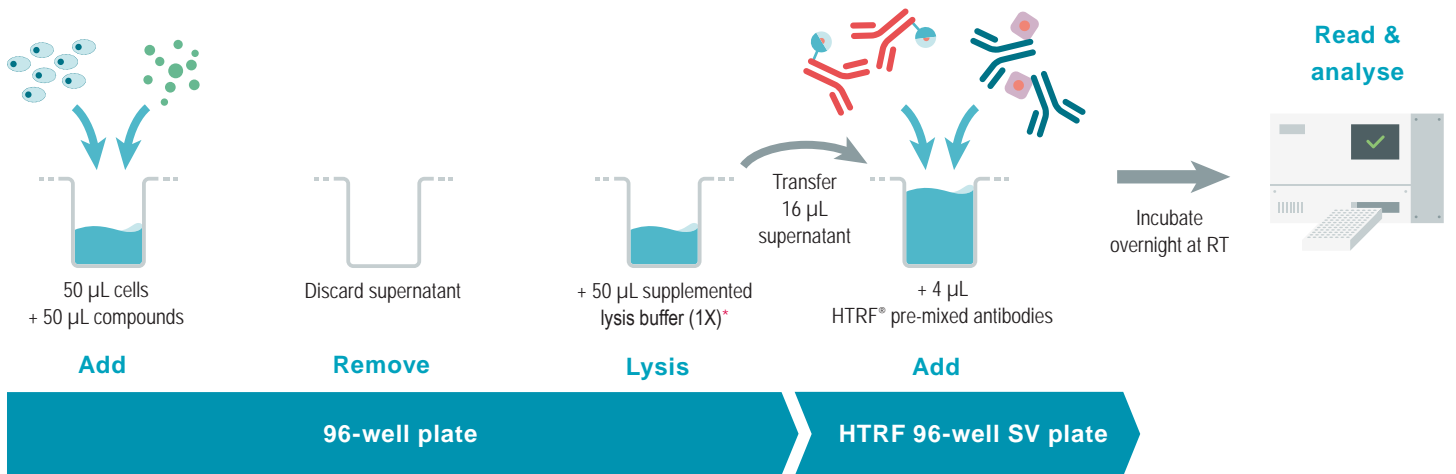 50 µL cells
+ 50 µL compounds
Add
Discard supernatant
Remove
+ 50 µL supplemented
lysis buffer (1X)*
Lysis
Transfer
16 µL
supernatant
+ 4 µL
HTRF® pre-mixed antibodies
Add
Incubate
overnight at RT
Read &
analyse
96-well plate
HTRF 96-well SV plate